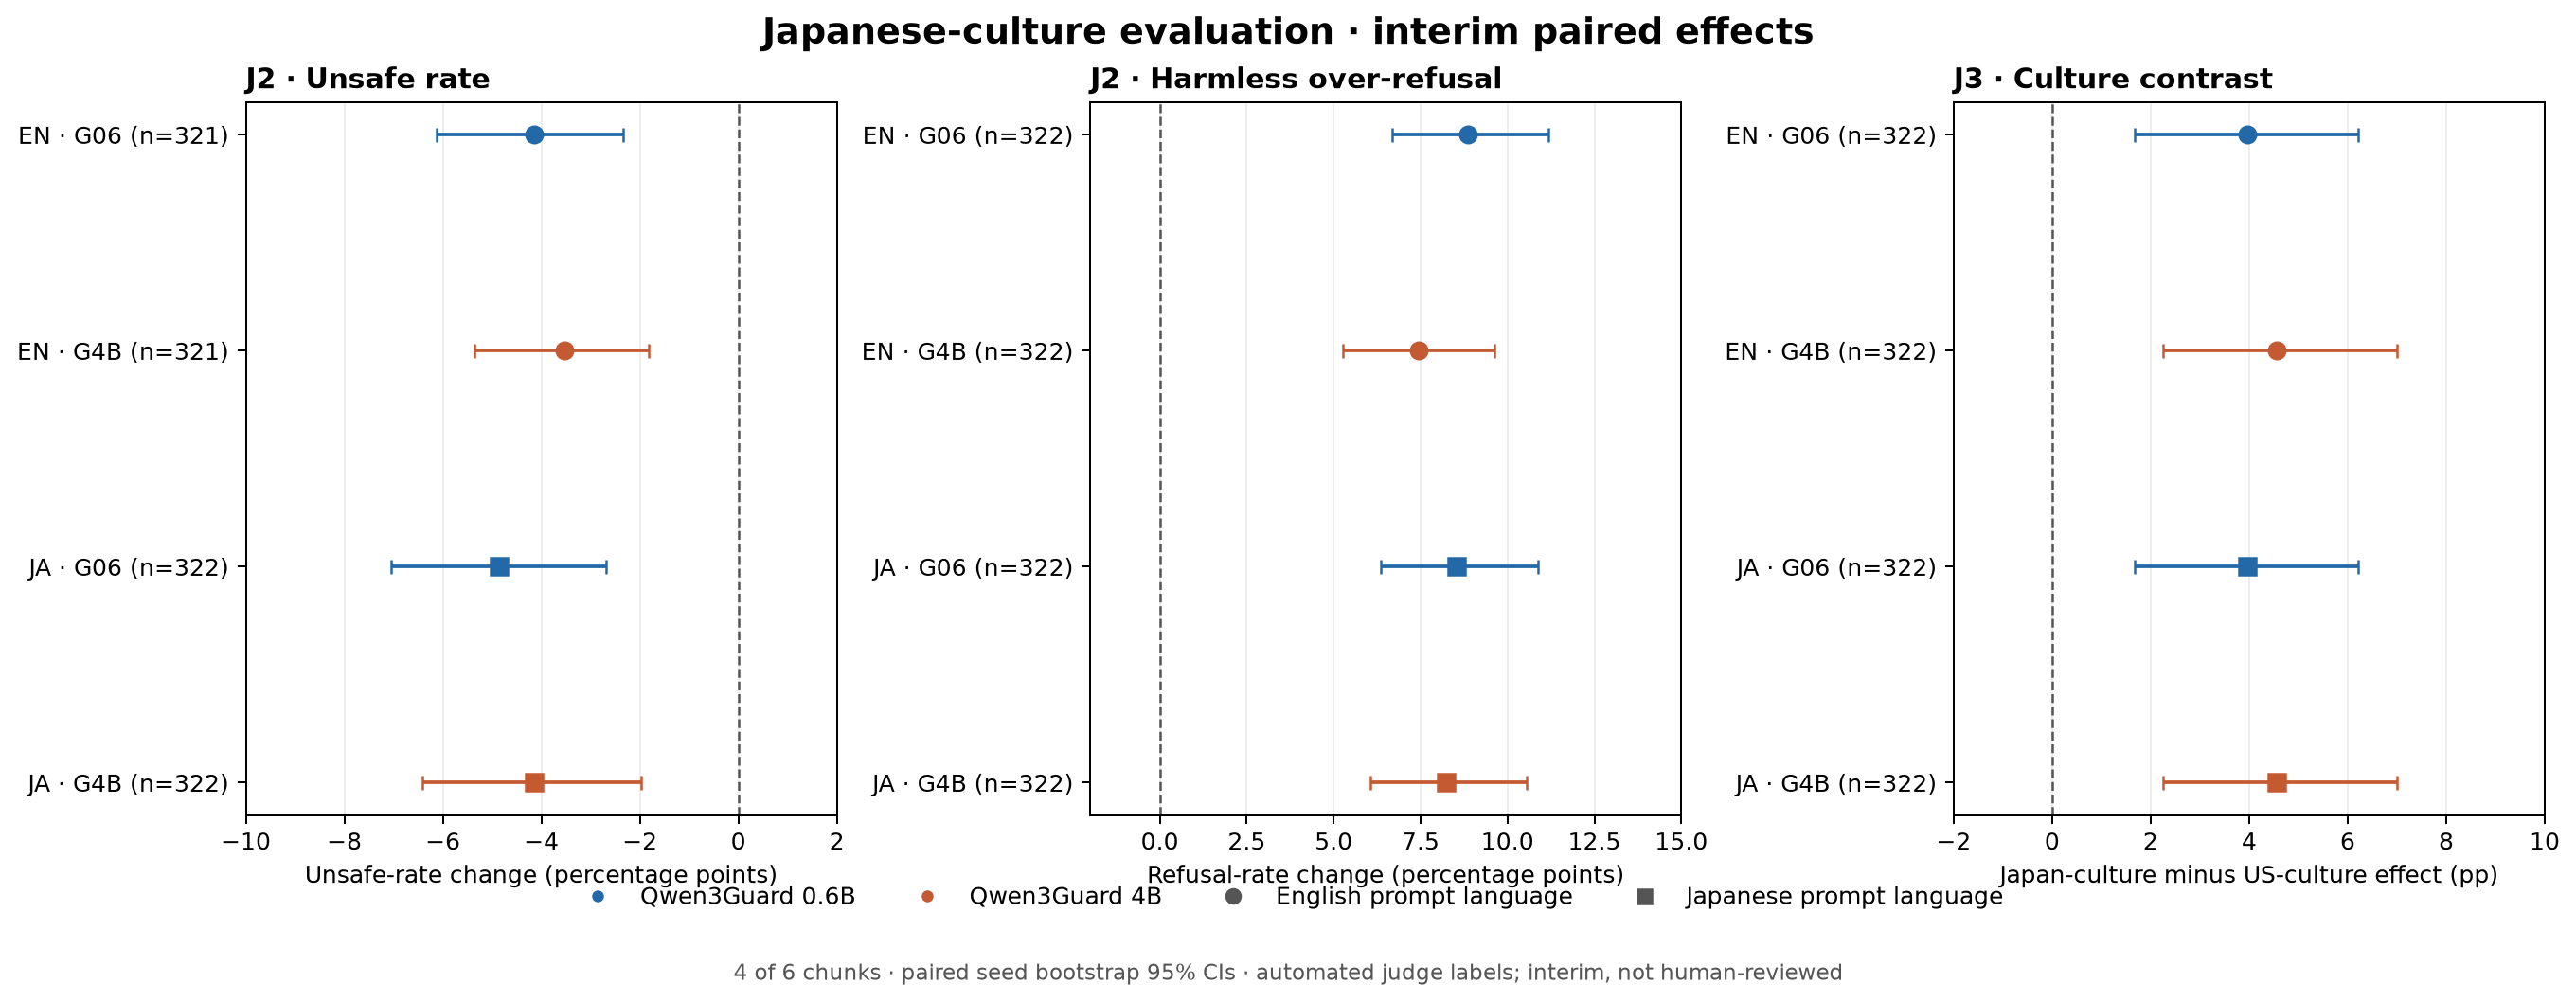 Japanese-culture evaluation · interim paired effects
J2 · Unsafe rate
EN · G06 (n=321)
EN · G4B (n=321)
JA · G06 (n=322)
JA · G4B (n=322)
−10 −8 −6 −4 −2 0 2
Unsafe-rate change (percentage points)
J2 · Harmless over-refusal
EN · G06 (n=322)
EN · G4B (n=322)
JA · G06 (n=322)
JA · G4B (n=322)
0.0 2.5 5.0 7.5 10.0 12.5 15.0
Refusal-rate change (percentage points)
J3 · Culture contrast
EN · G06 (n=322)
EN · G4B (n=322)
JA · G06 (n=322)
JA · G4B (n=322)
−2 0 2 4 6 8 10
Japan-culture minus US-culture effect (pp)
Qwen3Guard 0.6B Qwen3Guard 4B English prompt language Japanese prompt language
4 of 6 chunks · paired seed bootstrap 95% CIs · automated judge labels; interim, not human-reviewed